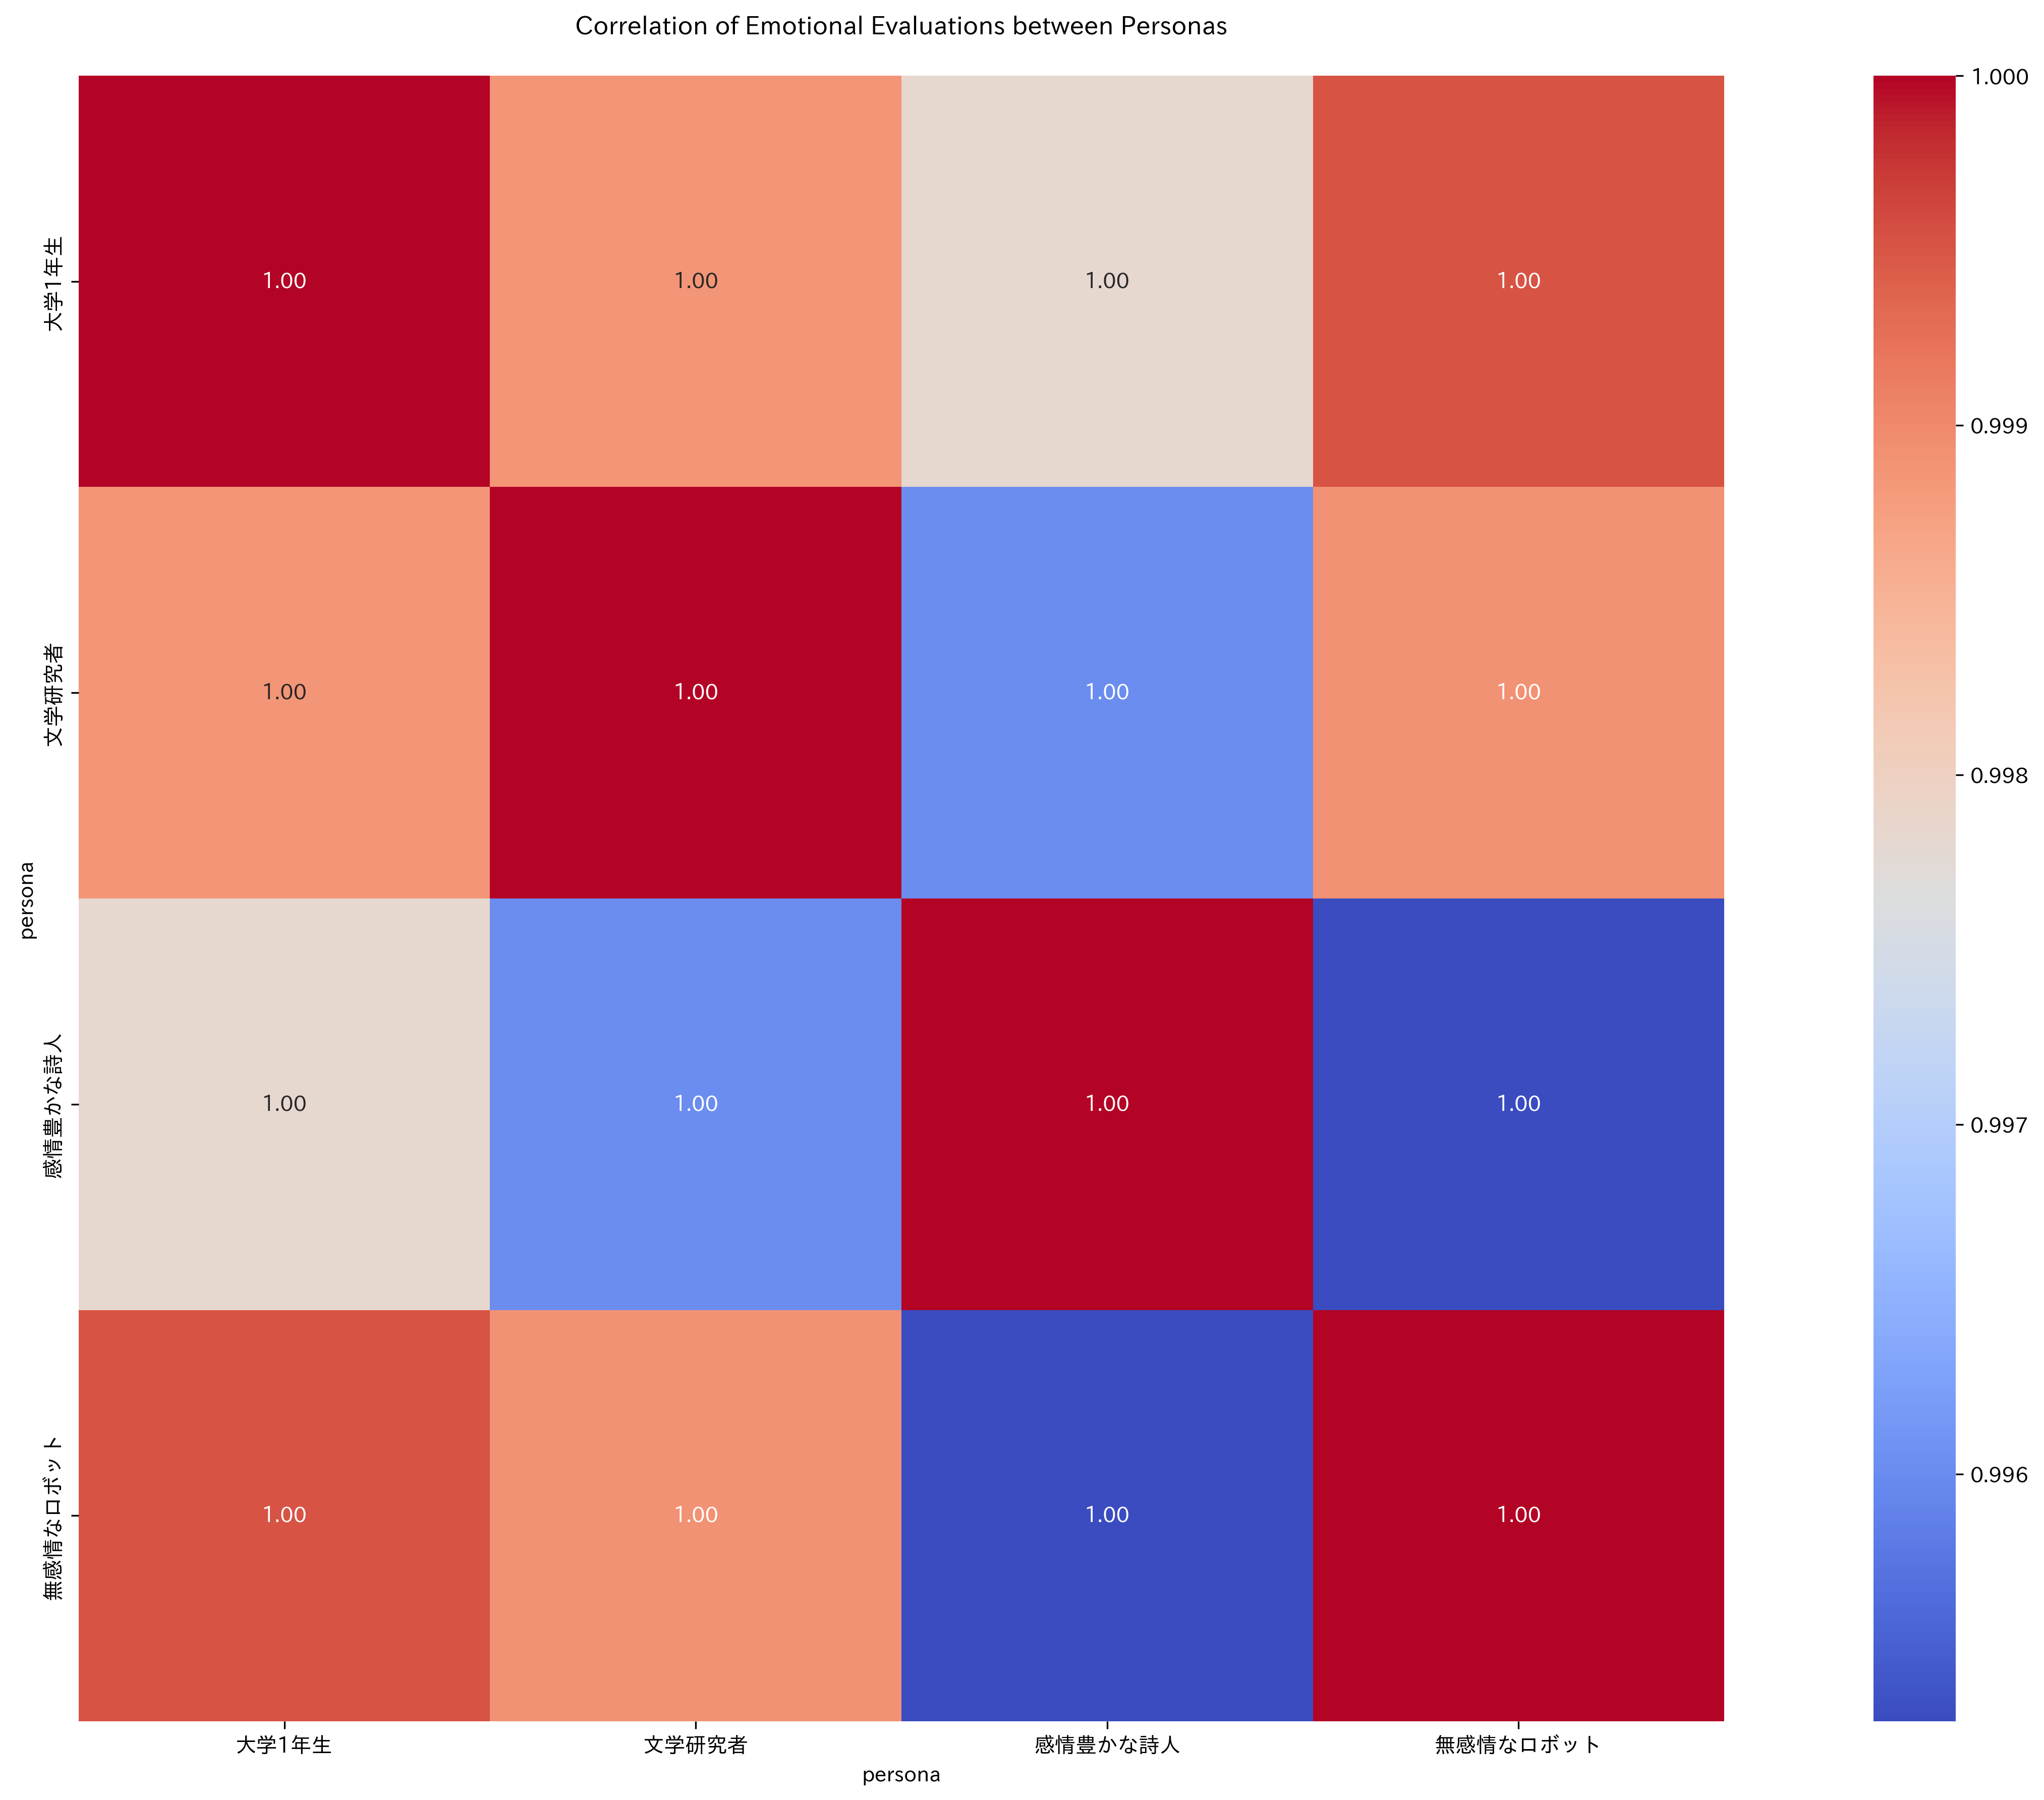 Correlation of Emotional Evaluations between Personas
persona
大学1年生
1.00 1.00 1.00 1.00
文学研究者
1.00 1.00 1.00 1.00
感情豊かな詩人
1.00 1.00 1.00 1.00
無感情なロボット
1.00 1.00 1.00 1.00
大学1年生 文学研究者 感情豊かな詩人 無感情なロボット
persona
1.000
0.999
0.998
0.997
0.996